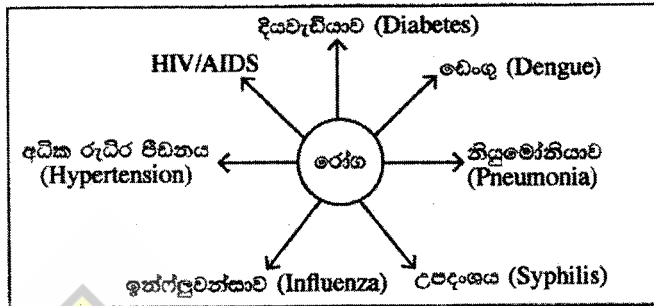 දියවැඩියාව (Diabetes)
HIV/AIDS
ඩෙංගු (Dengue)
අධික රුධිර පීඩනය
(Hypertension)
රෝග
නියුමෝනියාව
(Pneumonia)
ඉන්ෆ්ලුවන්සාව (Influenza)
උපදංශය (Syphilis)